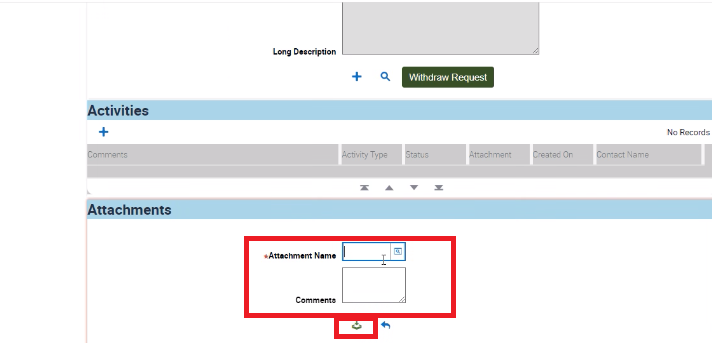 Long Description
Withdraw Request
Activities
No Records
Comments Activity Type Status Attachment Created On Contact Name
Attachments
*Attachment Name
Comments